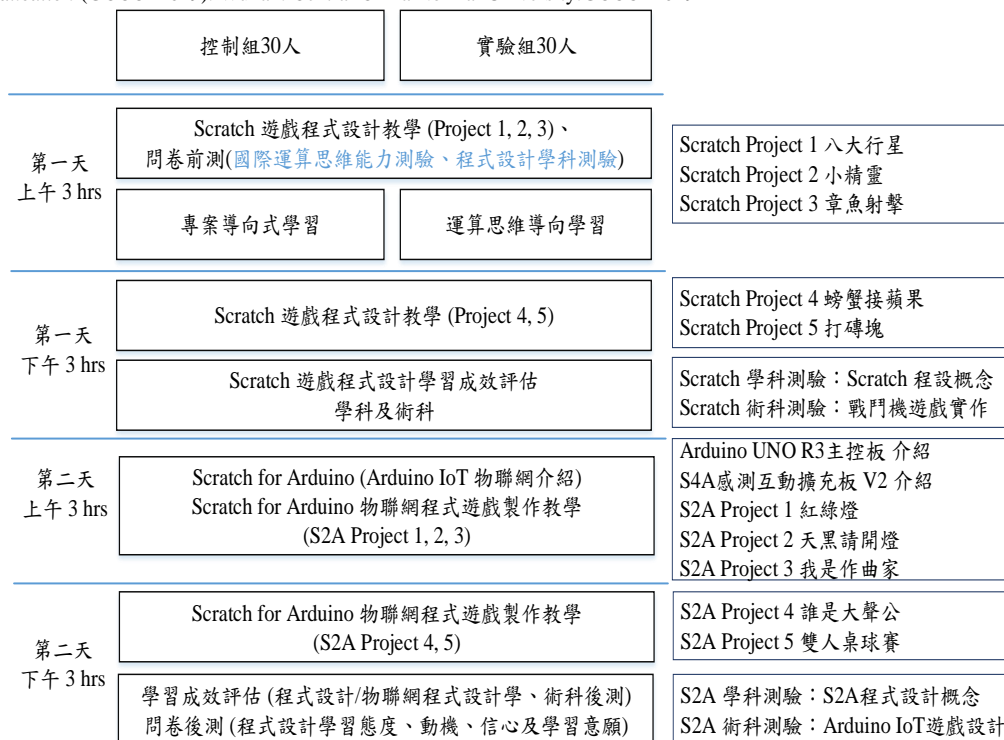 控制組30人
實驗組30人
第一天
上午 3 hrs
Scratch 遊戲程式設計教學 (Project 1, 2, 3)、
問卷前測(國際運算思維能力測驗、程式設計學科測驗)
專案導向式學習
運算思維導向學習
Scratch Project 1 八大行星
Scratch Project 2 小精靈
Scratch Project 3 章魚射擊
第一天
下午 3 hrs
Scratch 遊戲程式設計教學 (Project 4, 5)
Scratch Project 4 螃蟹接蘋果
Scratch Project 5 打磚塊
Scratch 遊戲程式設計學習成效評估
學科及術科
Scratch 學科測驗：Scratch 程設概念
Scratch 術科測驗：戰鬥機遊戲實作
第二天
上午 3 hrs
Scratch for Arduino (Arduino IoT 物聯網介紹)
Scratch for Arduino 物聯網程式遊戲製作教學
(S2A Project 1, 2, 3)
Arduino UNO R3主控板 介紹
S4A感測互動擴充板 V2 介紹
S2A Project 1 紅綠燈
S2A Project 2 天黑請開燈
S2A Project 3 我是作曲家
第二天
下午 3 hrs
Scratch for Arduino 物聯網程式遊戲製作教學
(S2A Project 4, 5)
S2A Project 4 誰是大聲公
S2A Project 5 雙人桌球賽
學習成效評估 (程式設計/物聯網程式設計學、術科後測)
問卷後測 (程式設計學習態度、動機、信心及學習意願)
S2A 學科測驗：S2A程式設計概念
S2A 術科測驗：Arduino IoT遊戲設計